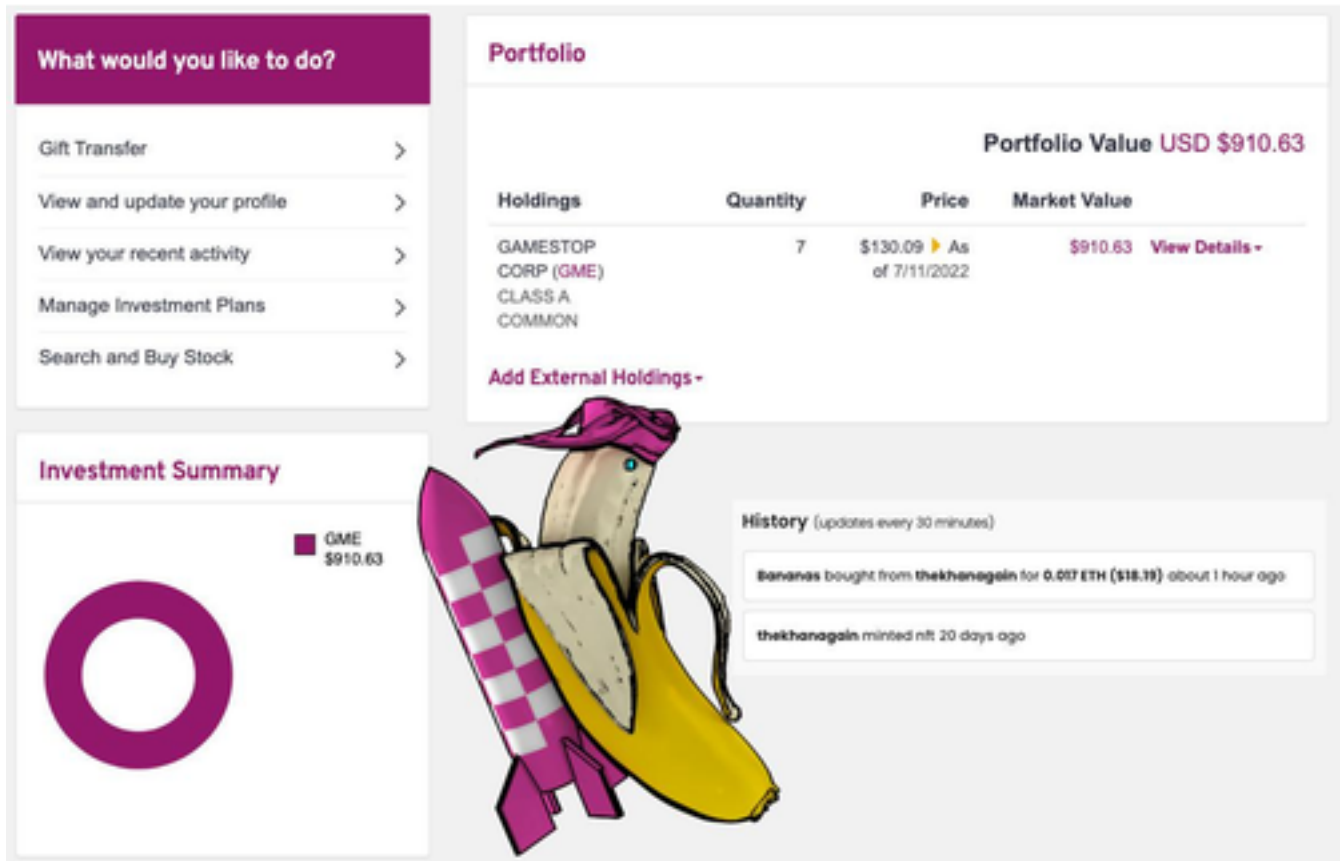 What would you like to do?
Gift Transfer
View and update your profile
View your recent activity
Manage Investment Plans
Search and Buy Stock
Portfolio
Portfolio Value USD $910.63
Holdings Quantity Price Market Value
GAMESTOP 7 $130.09 As $910.63 View Details
CORP (GME) of 7/11/2022
CLASS A
COMMON
Add External Holdings
Investment Summary
GME
$910.63
History (updates every 30 minutes)
Bananas bought from thekhanagain for 0.017 ETH ($18.19) about 1 hour ago
thekhanagain minted nft 20 days ago